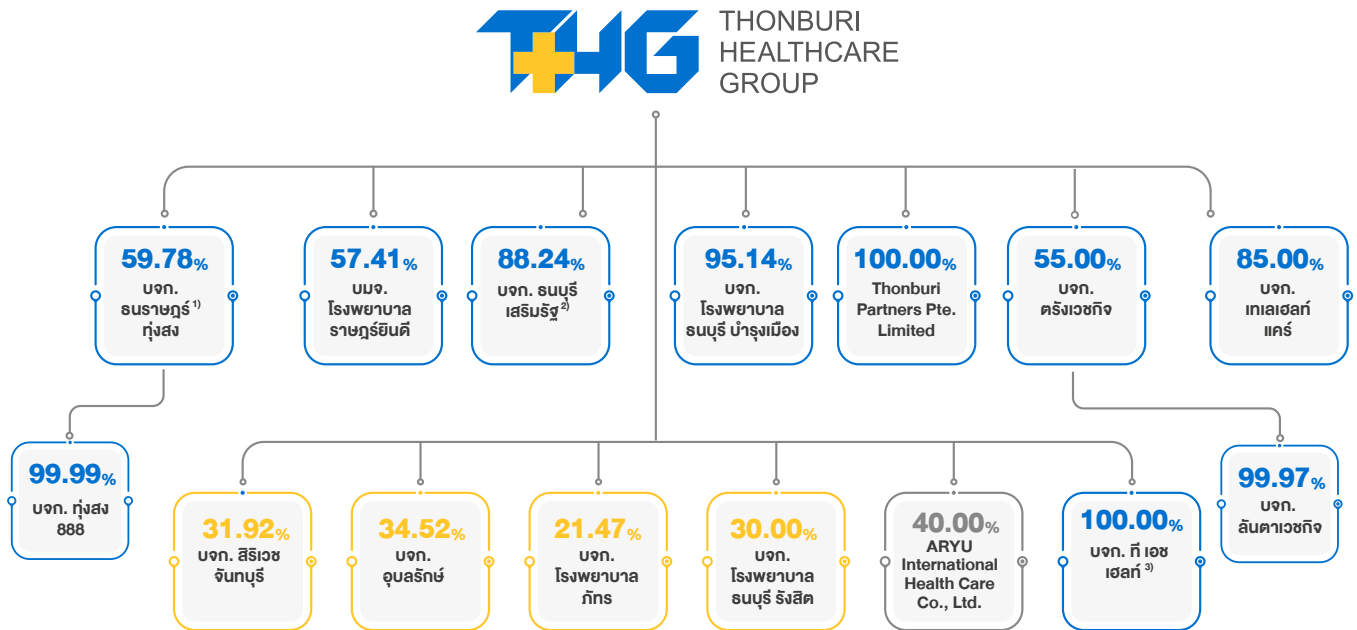 THG
THONBURI
HEALTHCARE
GROUP
59.78%
บจก.
ธนราษฎร์ ¹⁾
ทุ่งสง
57.41%
บมจ.
โรงพยาบาล
ราษฎร์ยินดี
88.24%
บจก. ธนบุรี
เสริมรัฐ ²⁾
95.14%
บจก.
โรงพยาบาล
ธนบุรี บำรุงเมือง
100.00%
Thonburi
Partners Pte.
Limited
55.00%
บจก.
ตรังเวชกิจ
85.00%
บจก.
เทเลเฮลท์
แคร์
99.99%
บจก. ทุ่งสง
888
31.92%
บจก. สิริเวช
จันทบุรี
34.52%
บจก.
อุบลรักษ์
21.47%
บจก.
โรงพยาบาล
ภัทร
30.00%
บจก.
โรงพยาบาล
ธนบุรี รังสิต
40.00%
ARYU
International
Health Care
Co., Ltd.
100.00%
บจก. ที เอช
เฮลท์ ³⁾
99.97%
บจก.
ลันตาเวชกิจ